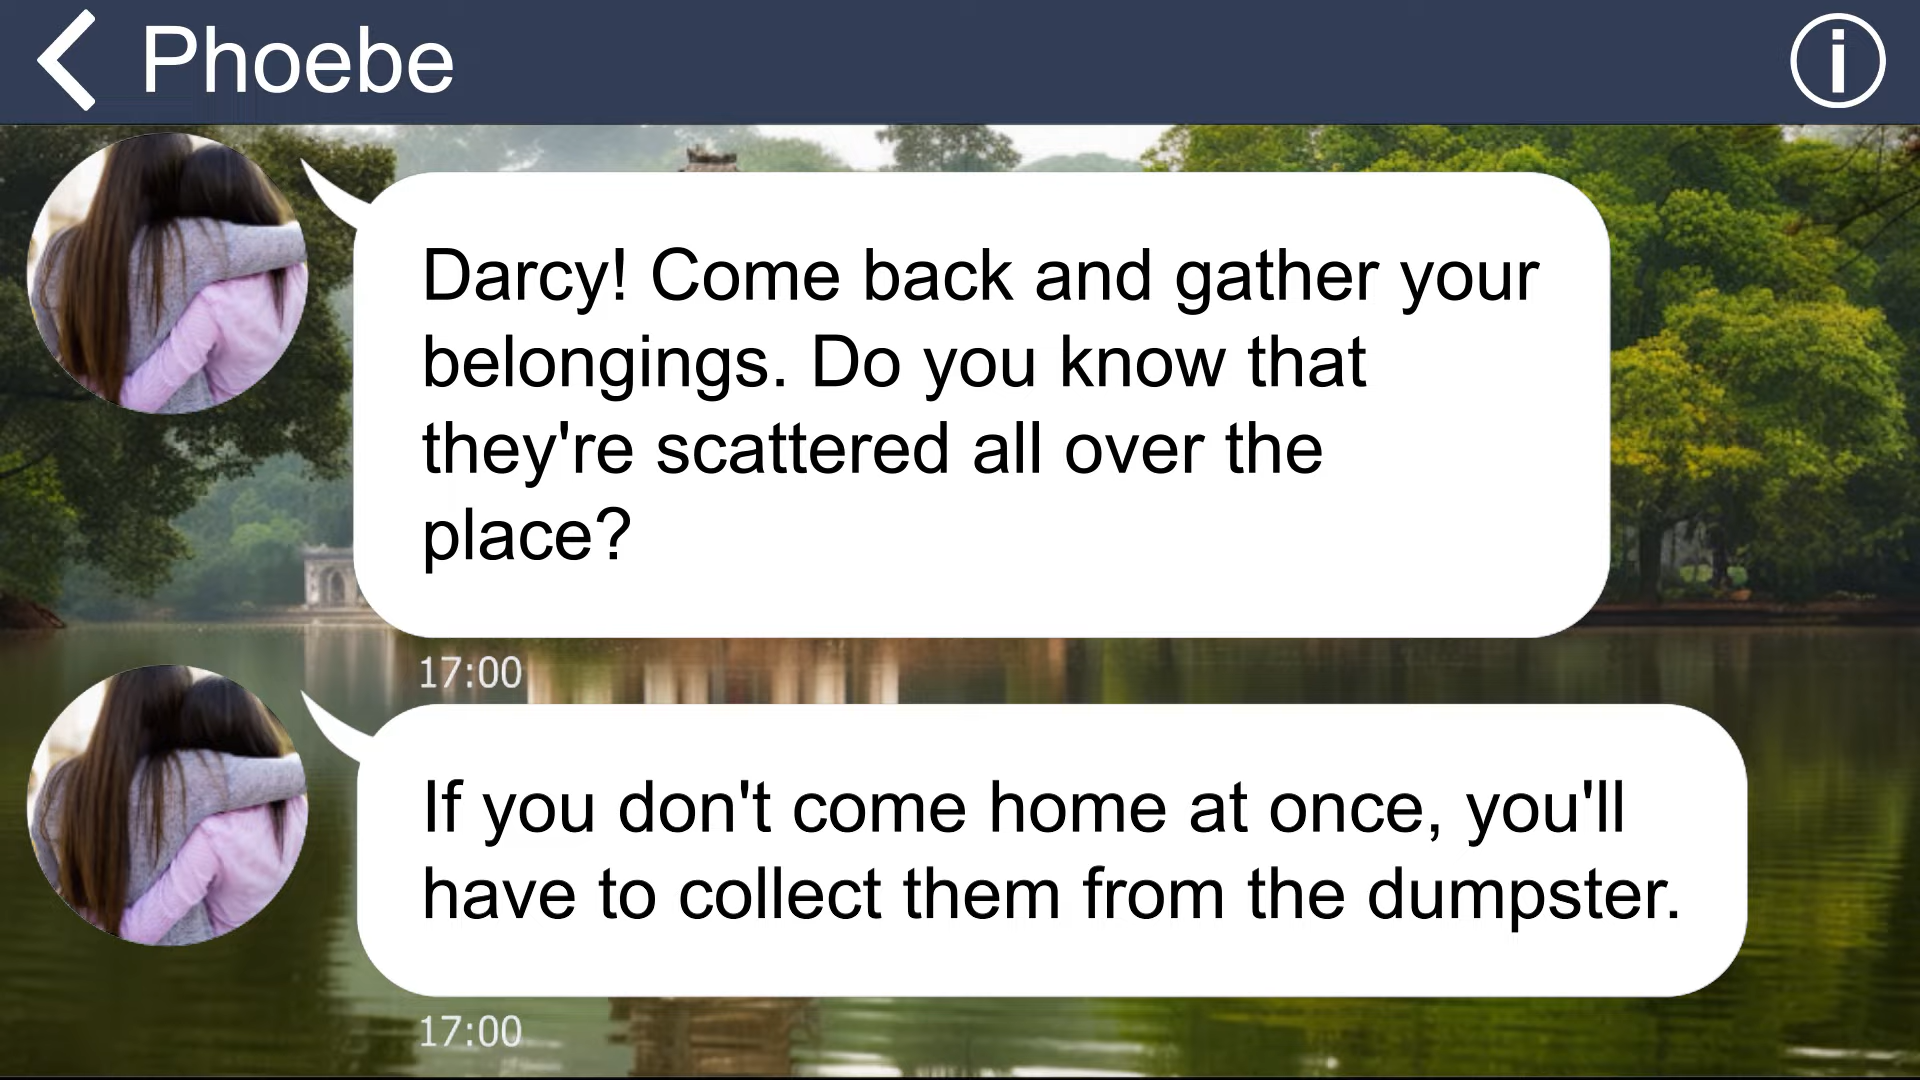 Phoebe
Darcy! Come back and gather your
belongings. Do you know that
they're scattered all over the
place?
17:00
If you don't come home at once, you'll
have to collect them from the dumpster.
17:00